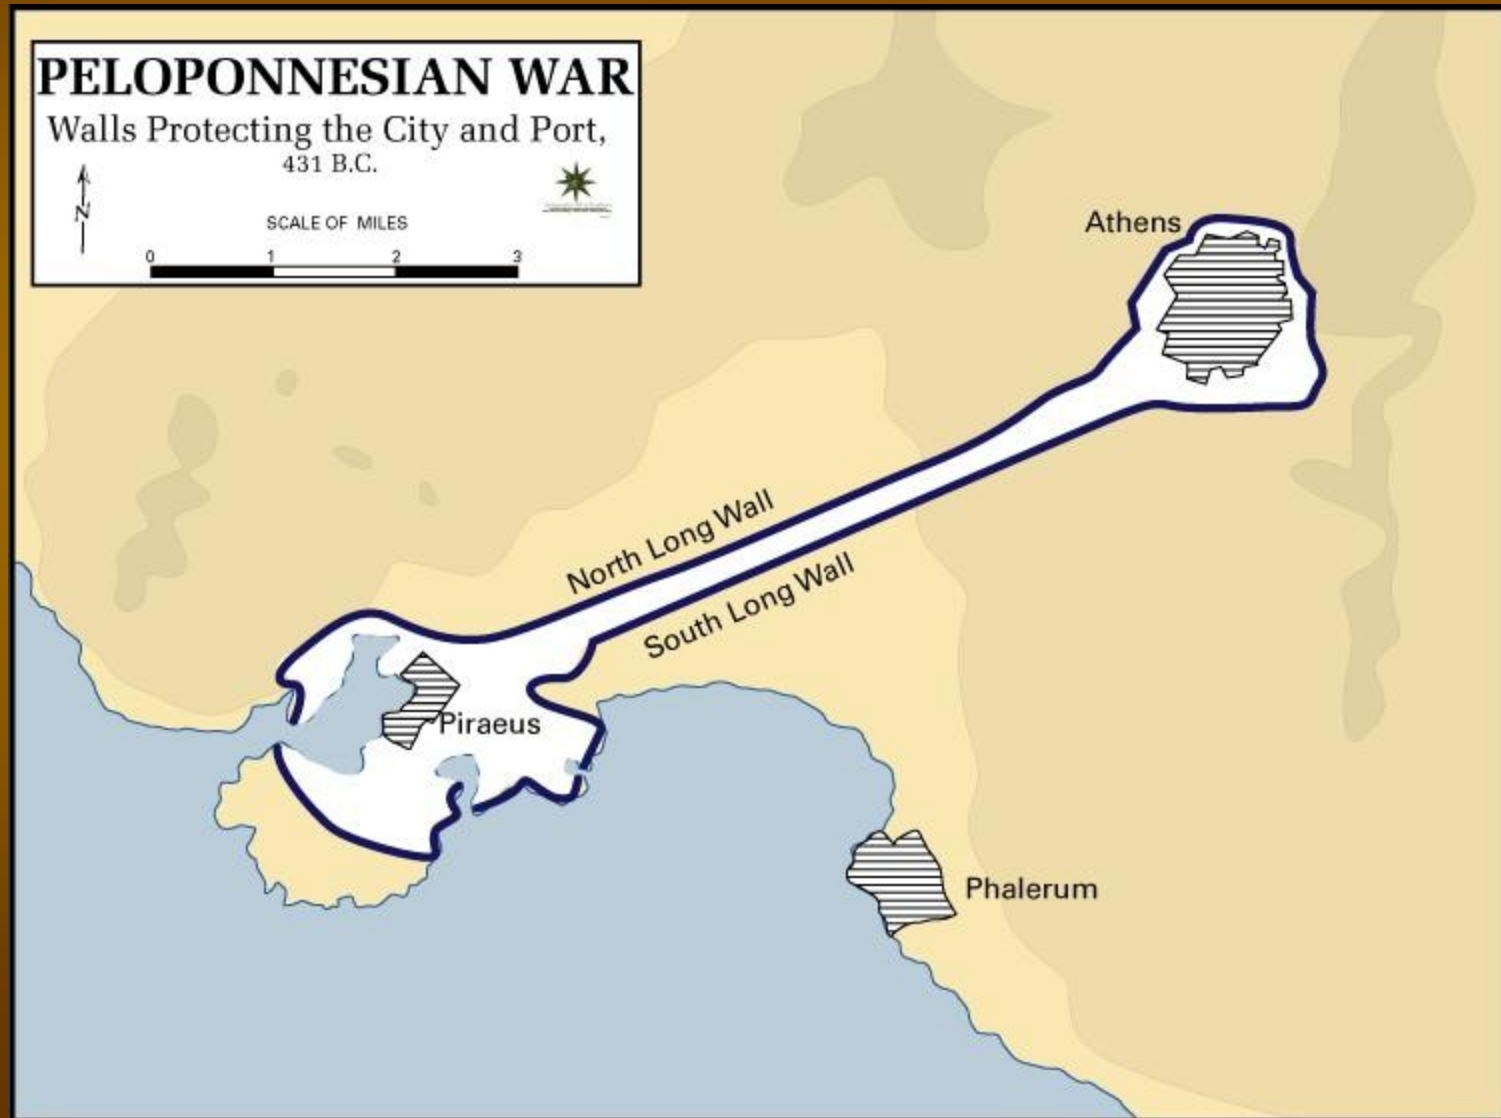 PELOPONNESIAN WAR
Walls Protecting the City and Port,
431 B.C.
N
SCALE OF MILES
0 1 2 3
Athens
North Long Wall
South Long Wall
Piraeus
Phalerum